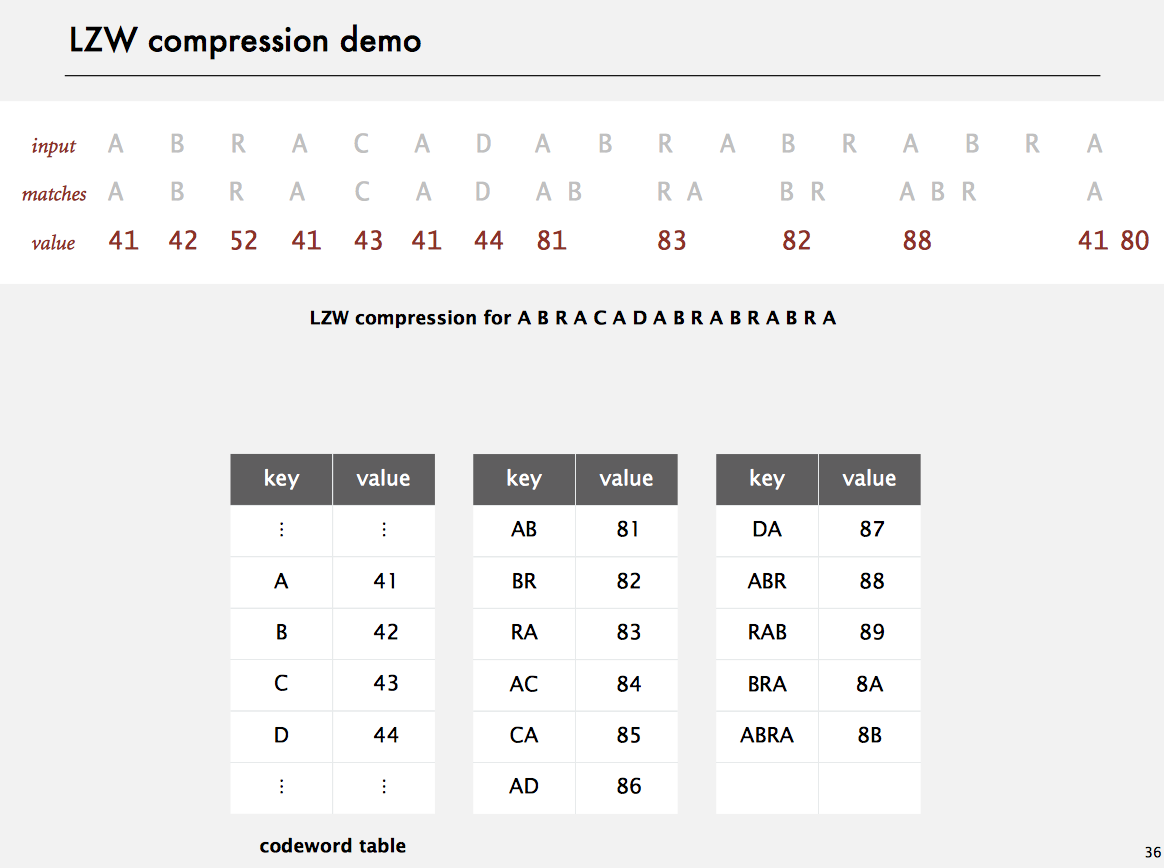 LZW compression demo
input A B R A C A D A B R A B R A B R A
matches A B R A C A D A B R A B R A B R A
value 41 42 52 41 43 41 44 81 83 82 88 41 80
LZW compression for A B R A C A D A B R A B R A B R A
key value key value key value
⋮ ⋮ AB 81 DA 87
A 41 BR 82 ABR 88
B 42 RA 83 RAB 89
C 43 AC 84 BRA 8A
D 44 CA 85 ABRA 8B
⋮ ⋮ AD 86
codeword table
36